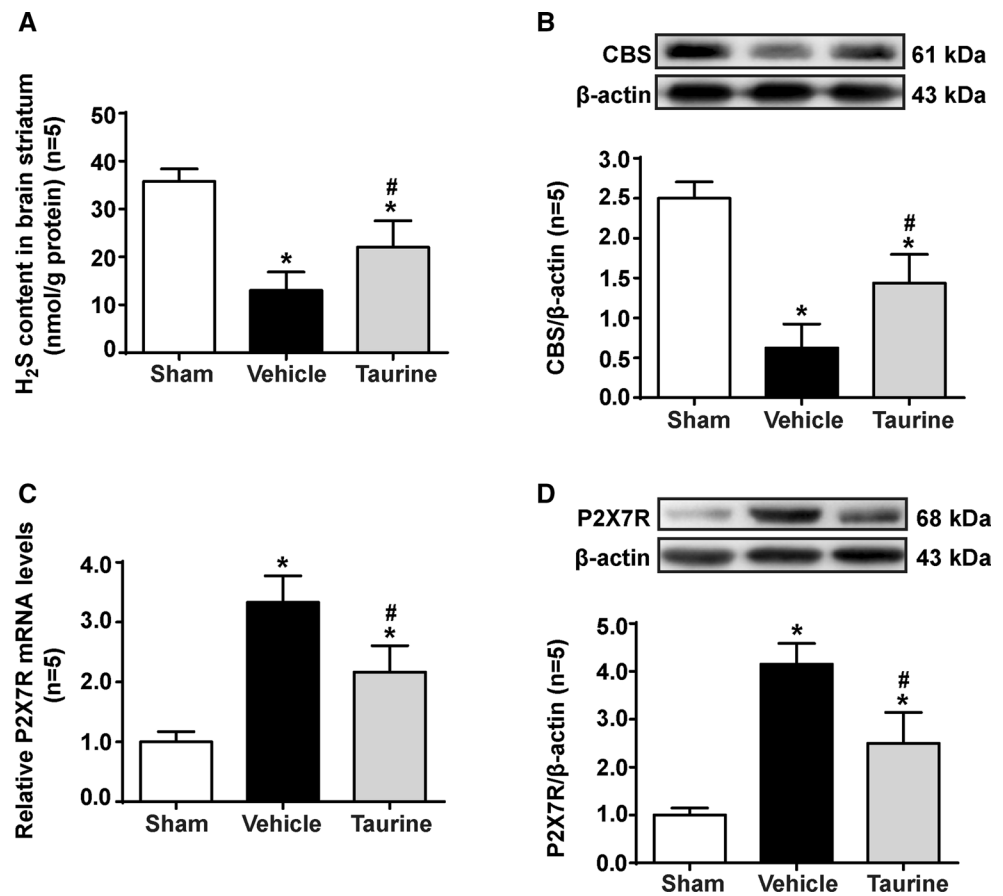 A
H2S content in brain striatum
(nmol/g protein) (n=5)
50
40
30
20
10
0
*
#
*
Sham Vehicle Taurine
B
CBS 61 kDa
β-actin 43 kDa
CBS/β-actin (n=5)
3.0
2.5
2.0
1.5
1.0
0.5
0.0
*
#
*
Sham Vehicle Taurine
C
Relative P2X7R mRNA levels
(n=5)
4.0
3.0
2.0
1.0
0.0
*
#
*
Sham Vehicle Taurine
D
P2X7R 68 kDa
β-actin 43 kDa
P2X7R/β-actin (n=5)
5.0
4.0
3.0
2.0
1.0
0.0
*
#
*
Sham Vehicle Taurine